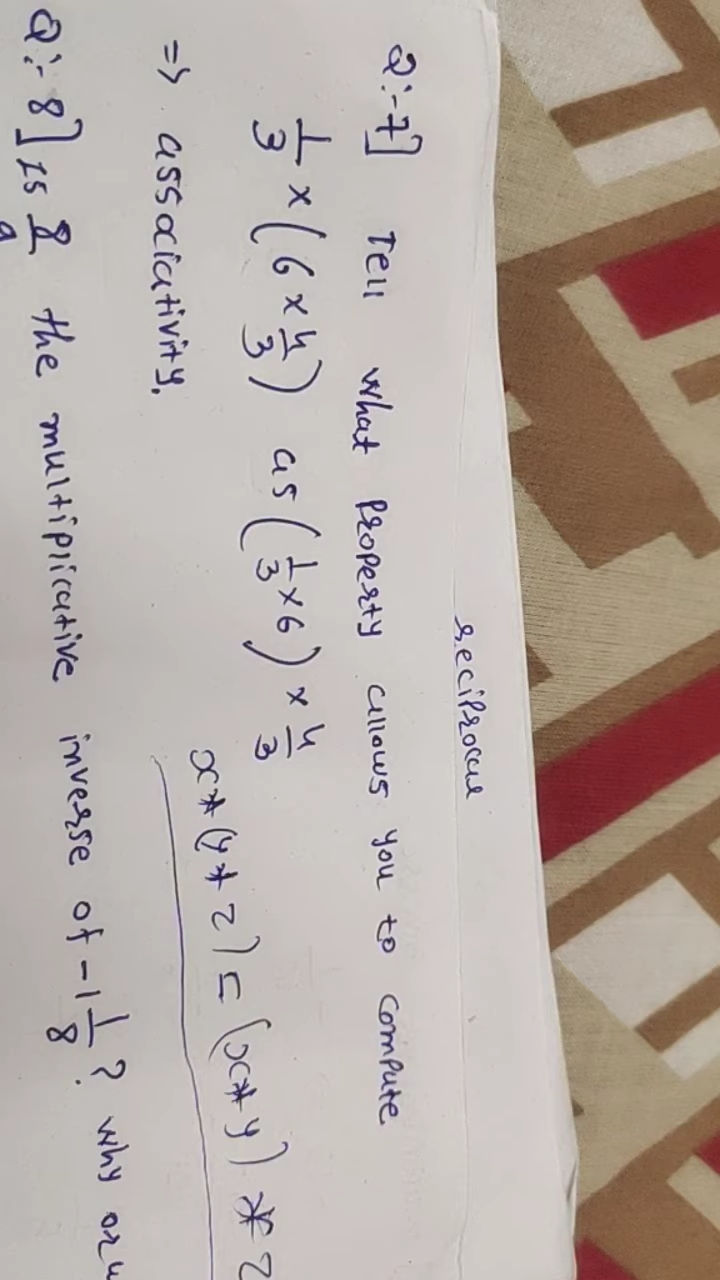 reciprocal
Q:-7] Tell what property allows you to compute
1/3 × (6 × 4/3) as (1/3 × 6) × 4/3
=> associativity.
x * (y * z) = (x * y) * z
Q:-8] Is 8/9 the multiplicative inverse of -1 1/8? why